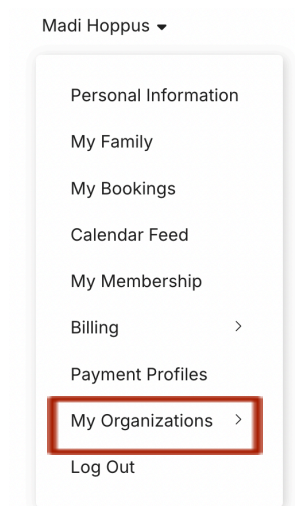 Madi Hoppus
Personal Information
My Family
My Bookings
Calendar Feed
My Membership
Billing
Payment Profiles
My Organizations
Log Out